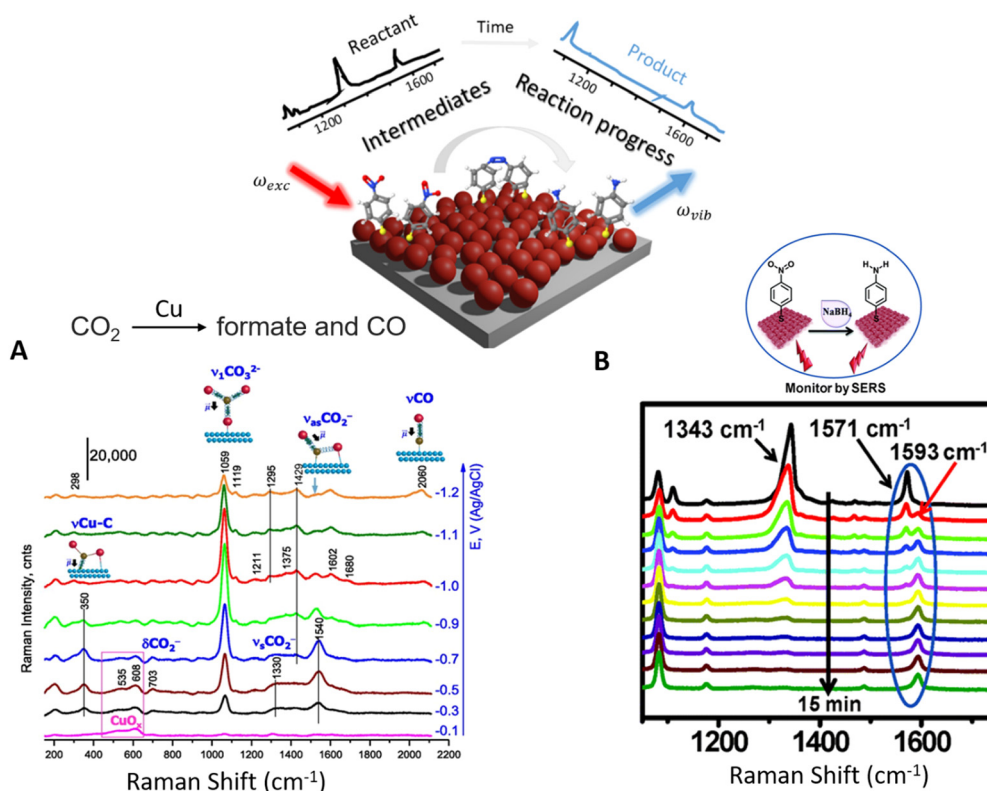 Reactant
1200
1600
Time
Product
1200
1600
Intermediates
Reaction progress
ωexc
ωvib
CO₂ Cu formate and CO
A
ν₁CO₃²⁻
νasCO₂⁻
νCO
μ⃗
μ⃗
μ⃗
20,000
298
1059
1119
1295
1429
2060
-1.2
νCu-C
-1.1
μ⃗
1211
1375
1602
1680
-1.0
350
-0.9
δCO₂⁻
νsCO₂⁻
1540
-0.7
535
608
703
1330
-0.5
-0.3
CuOx
-0.1
Raman Intensity, cnts
E, V (Ag/AgCl)
200 400 600 800 1000 1200 1400 1600 1800 2000 2200
Raman Shift (cm⁻¹)
O N O
H N H
S
NaBH₄
S
Monitor by SERS
B
1343 cm⁻¹
1571 cm⁻¹
1593 cm⁻¹
15 min
1200 1400 1600
Raman Shift (cm⁻¹)